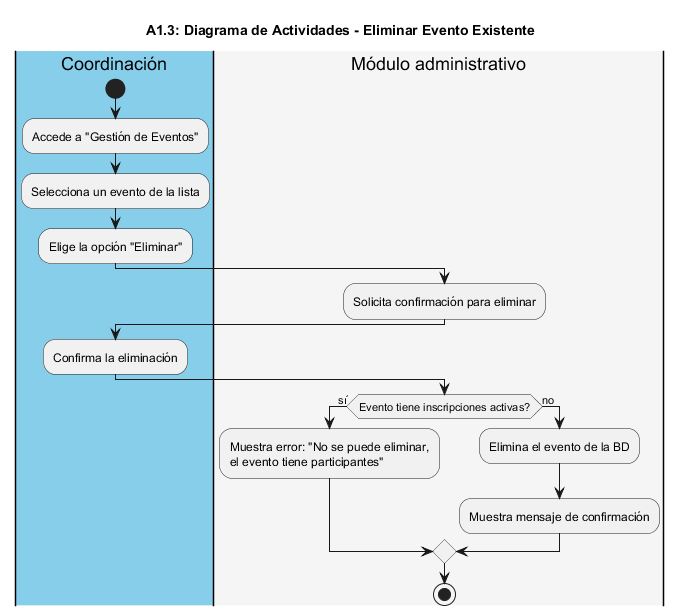 A1.3: Diagrama de Actividades - Eliminar Evento Existente
Coordinación
Módulo administrativo
Accede a "Gestión de Eventos"
Selecciona un evento de la lista
Elige la opción "Eliminar"
Solicita confirmación para eliminar
Confirma la eliminación
sí
Evento tiene inscripciones activas?
no
Muestra error: "No se puede eliminar,
el evento tiene participantes"
Elimina el evento de la BD
Muestra mensaje de confirmación